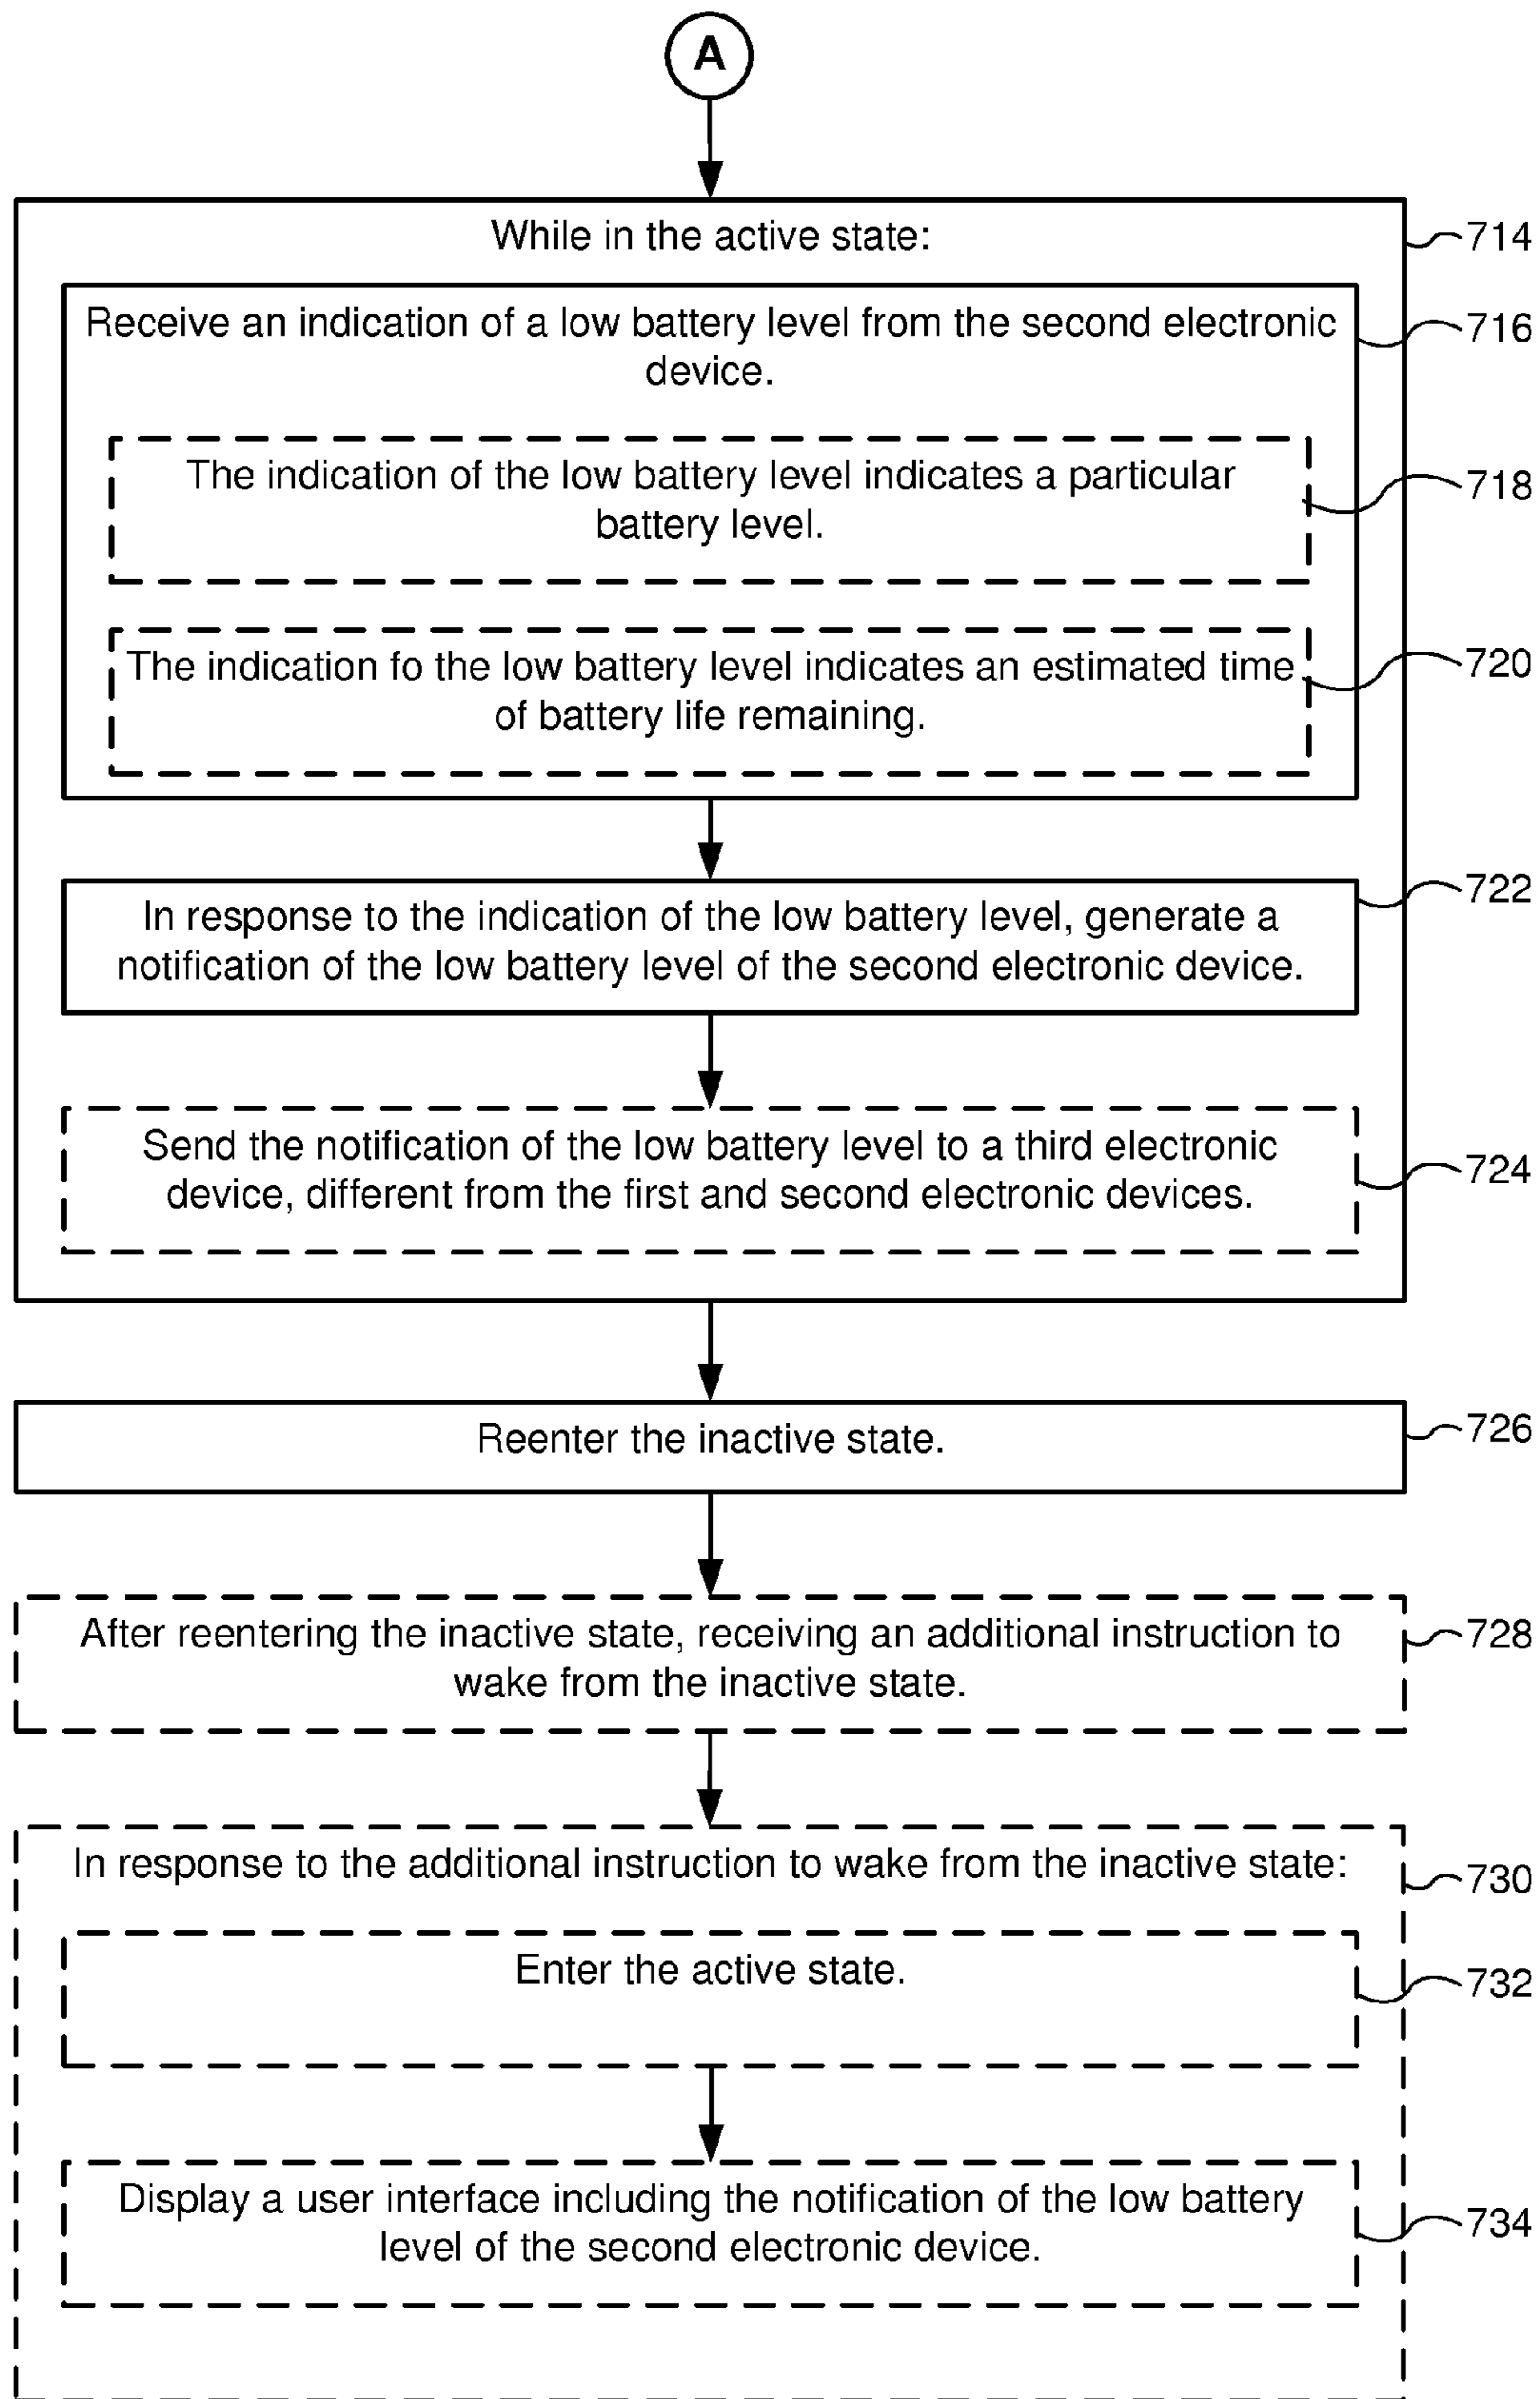 A
While in the active state:
714
Receive an indication of a low battery level from the second electronic
device.
716
The indication of the low battery level indicates a particular
battery level.
718
The indication fo the low battery level indicates an estimated time
of battery life remaining.
720
In response to the indication of the low battery level, generate a
notification of the low battery level of the second electronic device.
722
Send the notification of the low battery level to a third electronic
device, different from the first and second electronic devices.
724
Reenter the inactive state.
726
After reentering the inactive state, receiving an additional instruction to
wake from the inactive state.
728
In response to the additional instruction to wake from the inactive state:
730
Enter the active state.
732
Display a user interface including the notification of the low battery
level of the second electronic device.
734